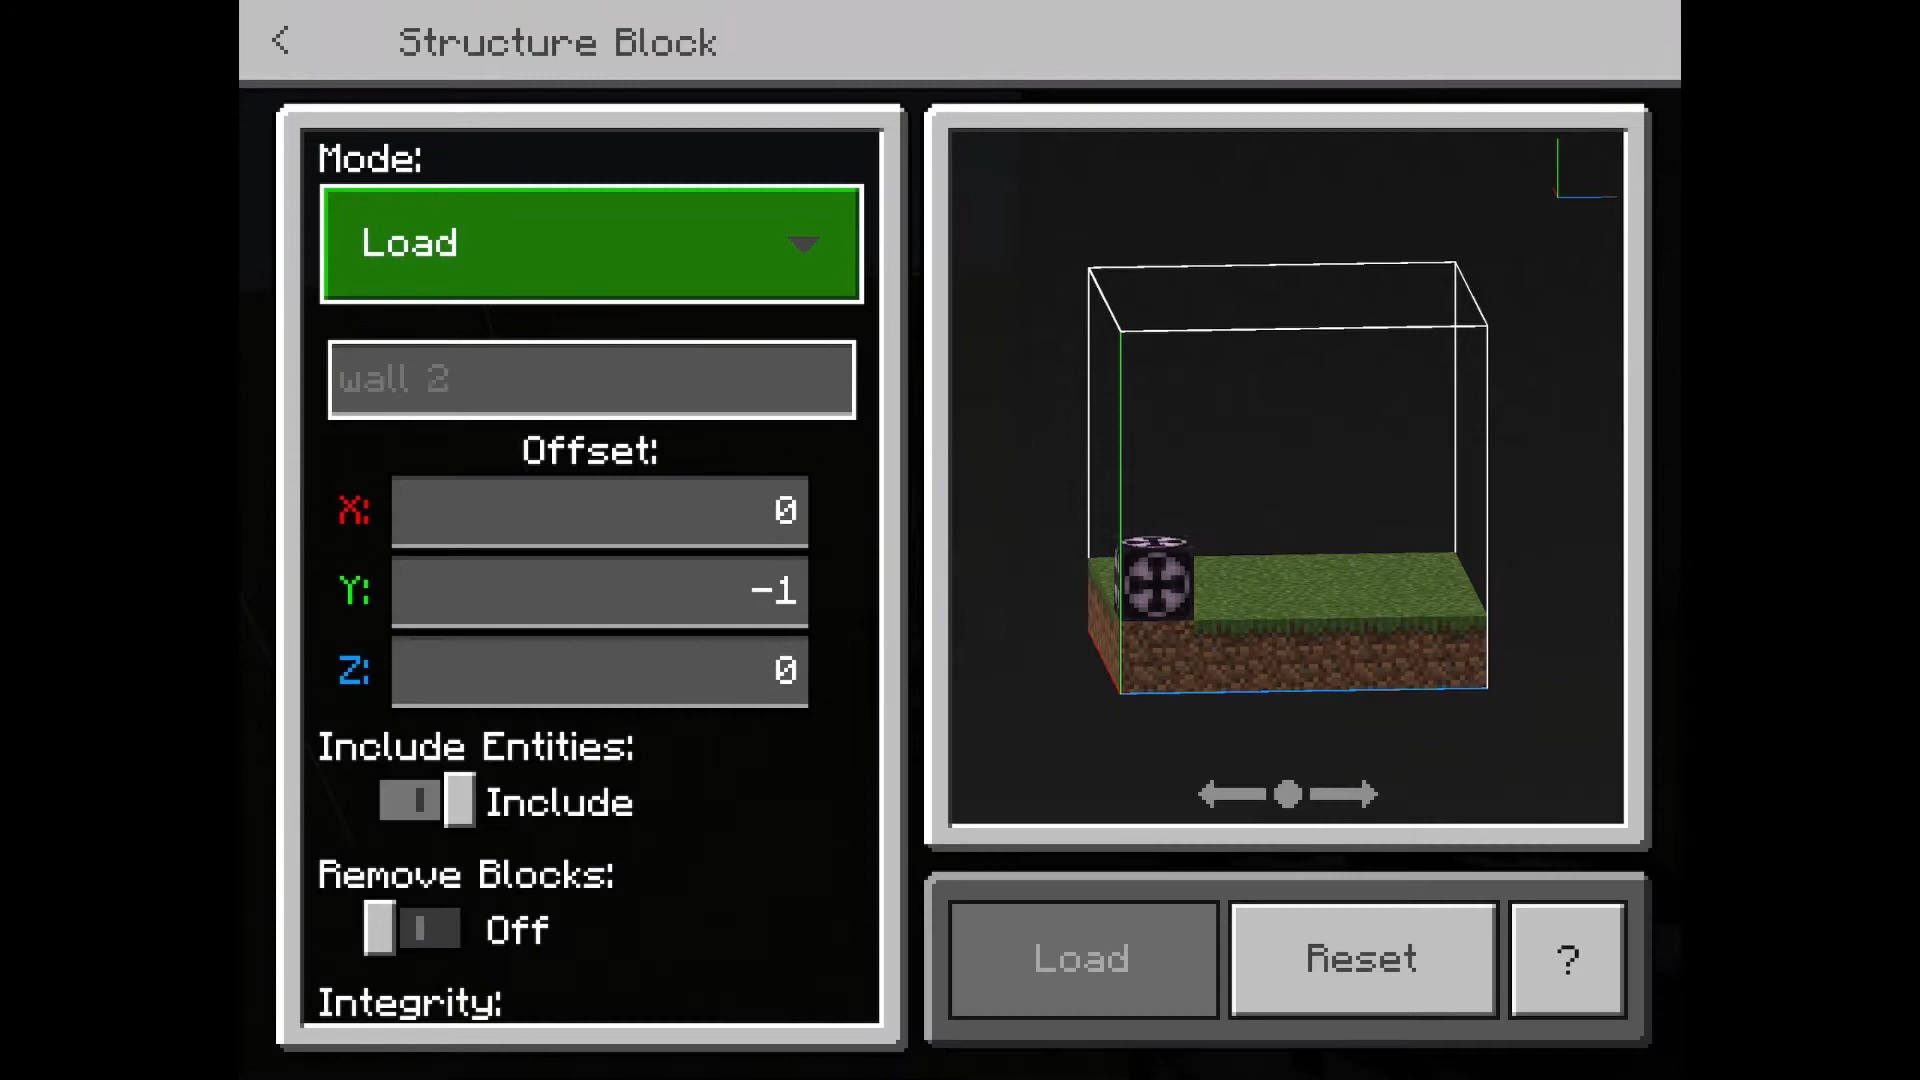 Structure Block
Mode:
Load
wall 2
Offset:
X: 0
Y: -1
Z: 0
Include Entities:
Include
Remove Blocks:
Off
Integrity:
Load
Reset
?